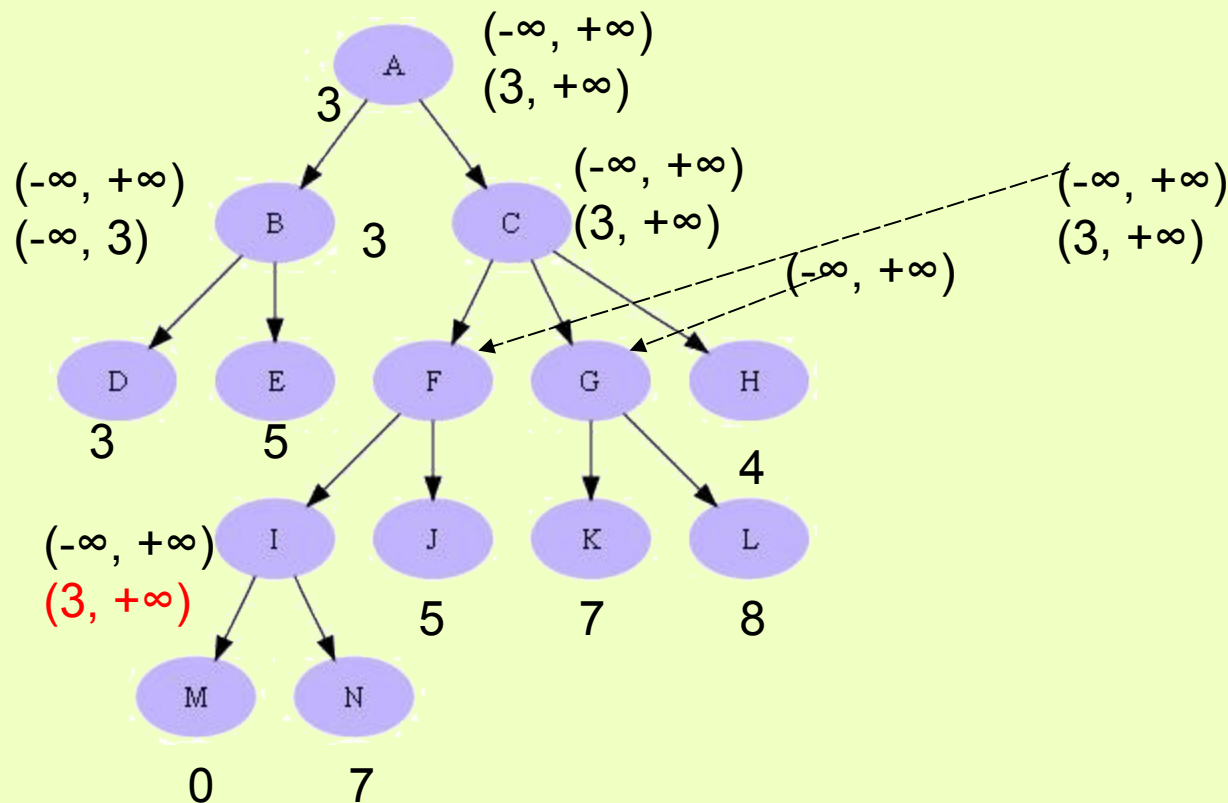 (-∞, +∞)
A
(3, +∞)
3
(-∞, +∞)
(-∞, 3)
B
3
C
(-∞, +∞)
(3, +∞)
(-∞, +∞)
(3, +∞)
(-∞, +∞)
D
E
F
G
H
3
5
4
(-∞, +∞)
(3, +∞)
I
J
K
L
5
7
8
M
N
0
7